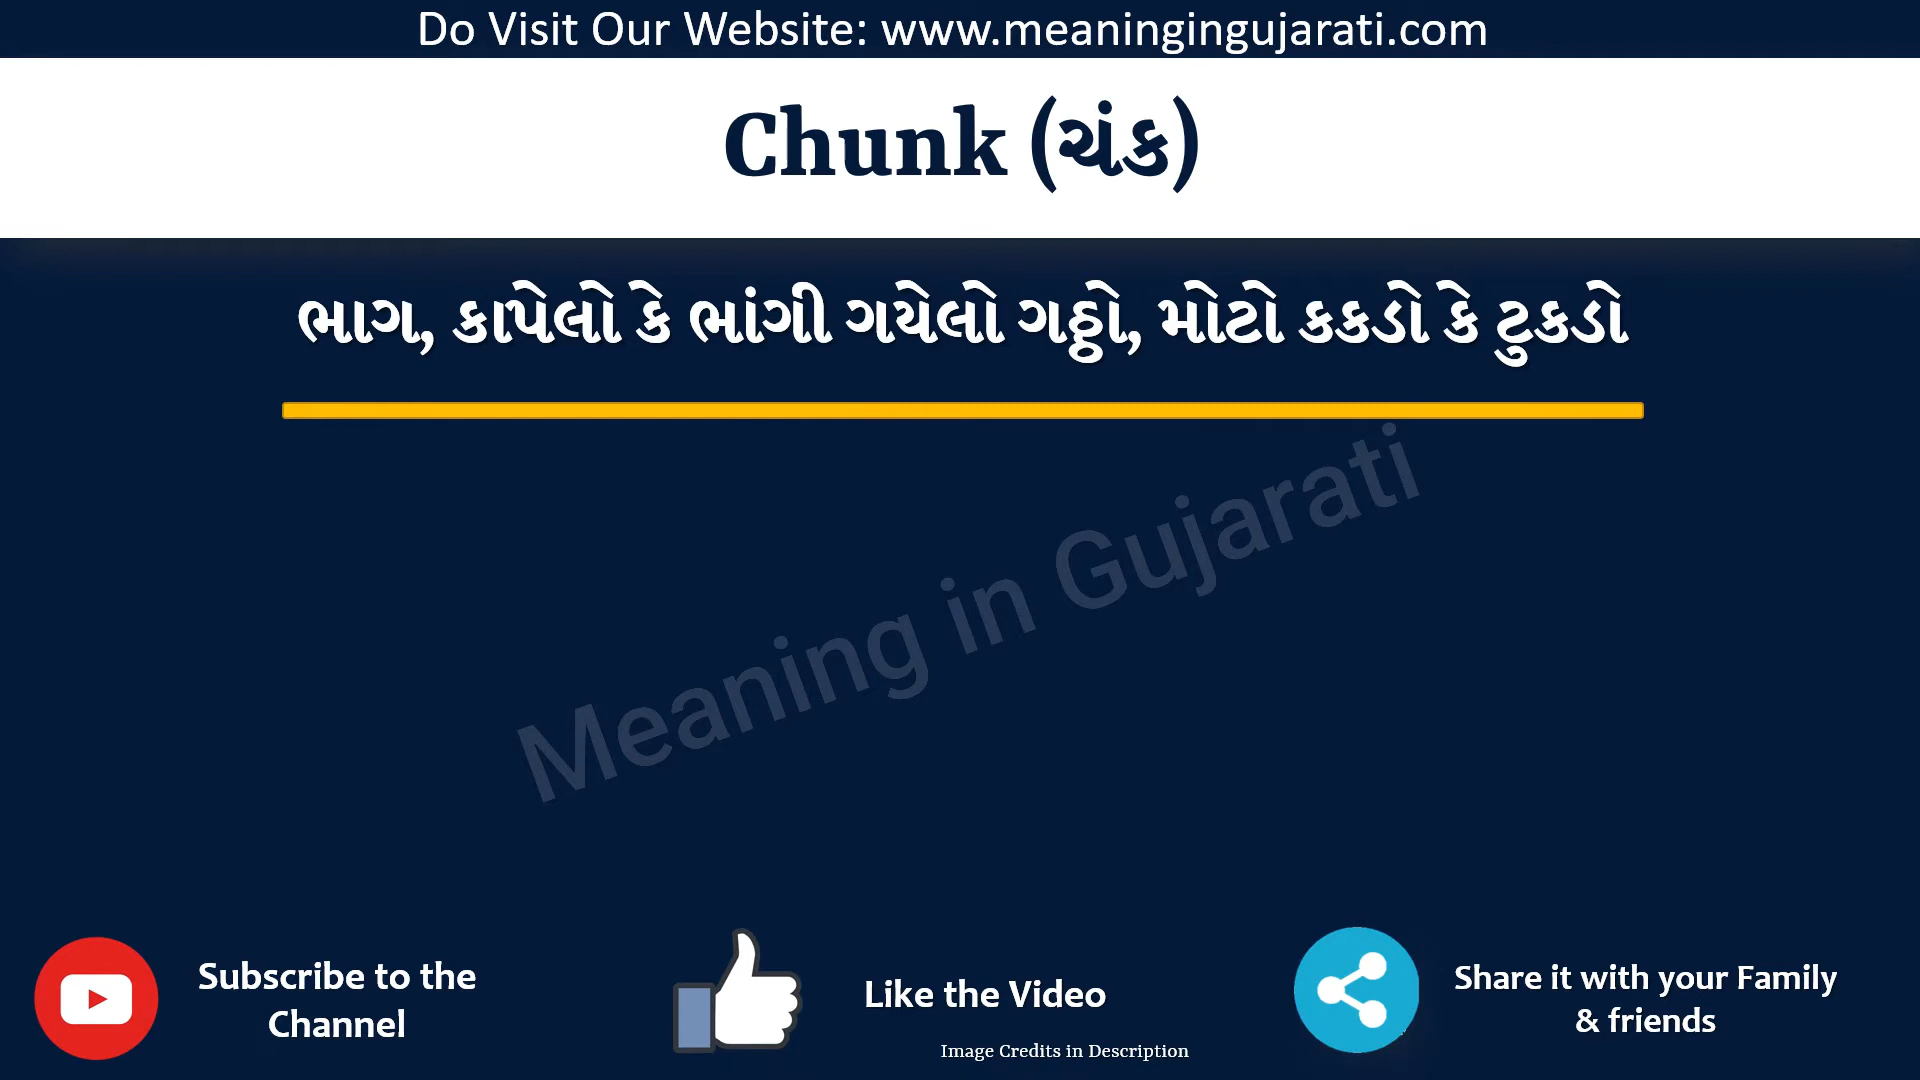 Do Visit Our Website: www.meaningingujarati.com
Chunk (ચંક)
ભાગ, કાપેલો કે ભાંગી ગયેલો ગઠ્ઠો, મોટો કકડો કે ટુકડો
Meaning in Gujarati
Subscribe to the
Channel
Like the Video
Share it with your Family
& friends
Image Credits in Description